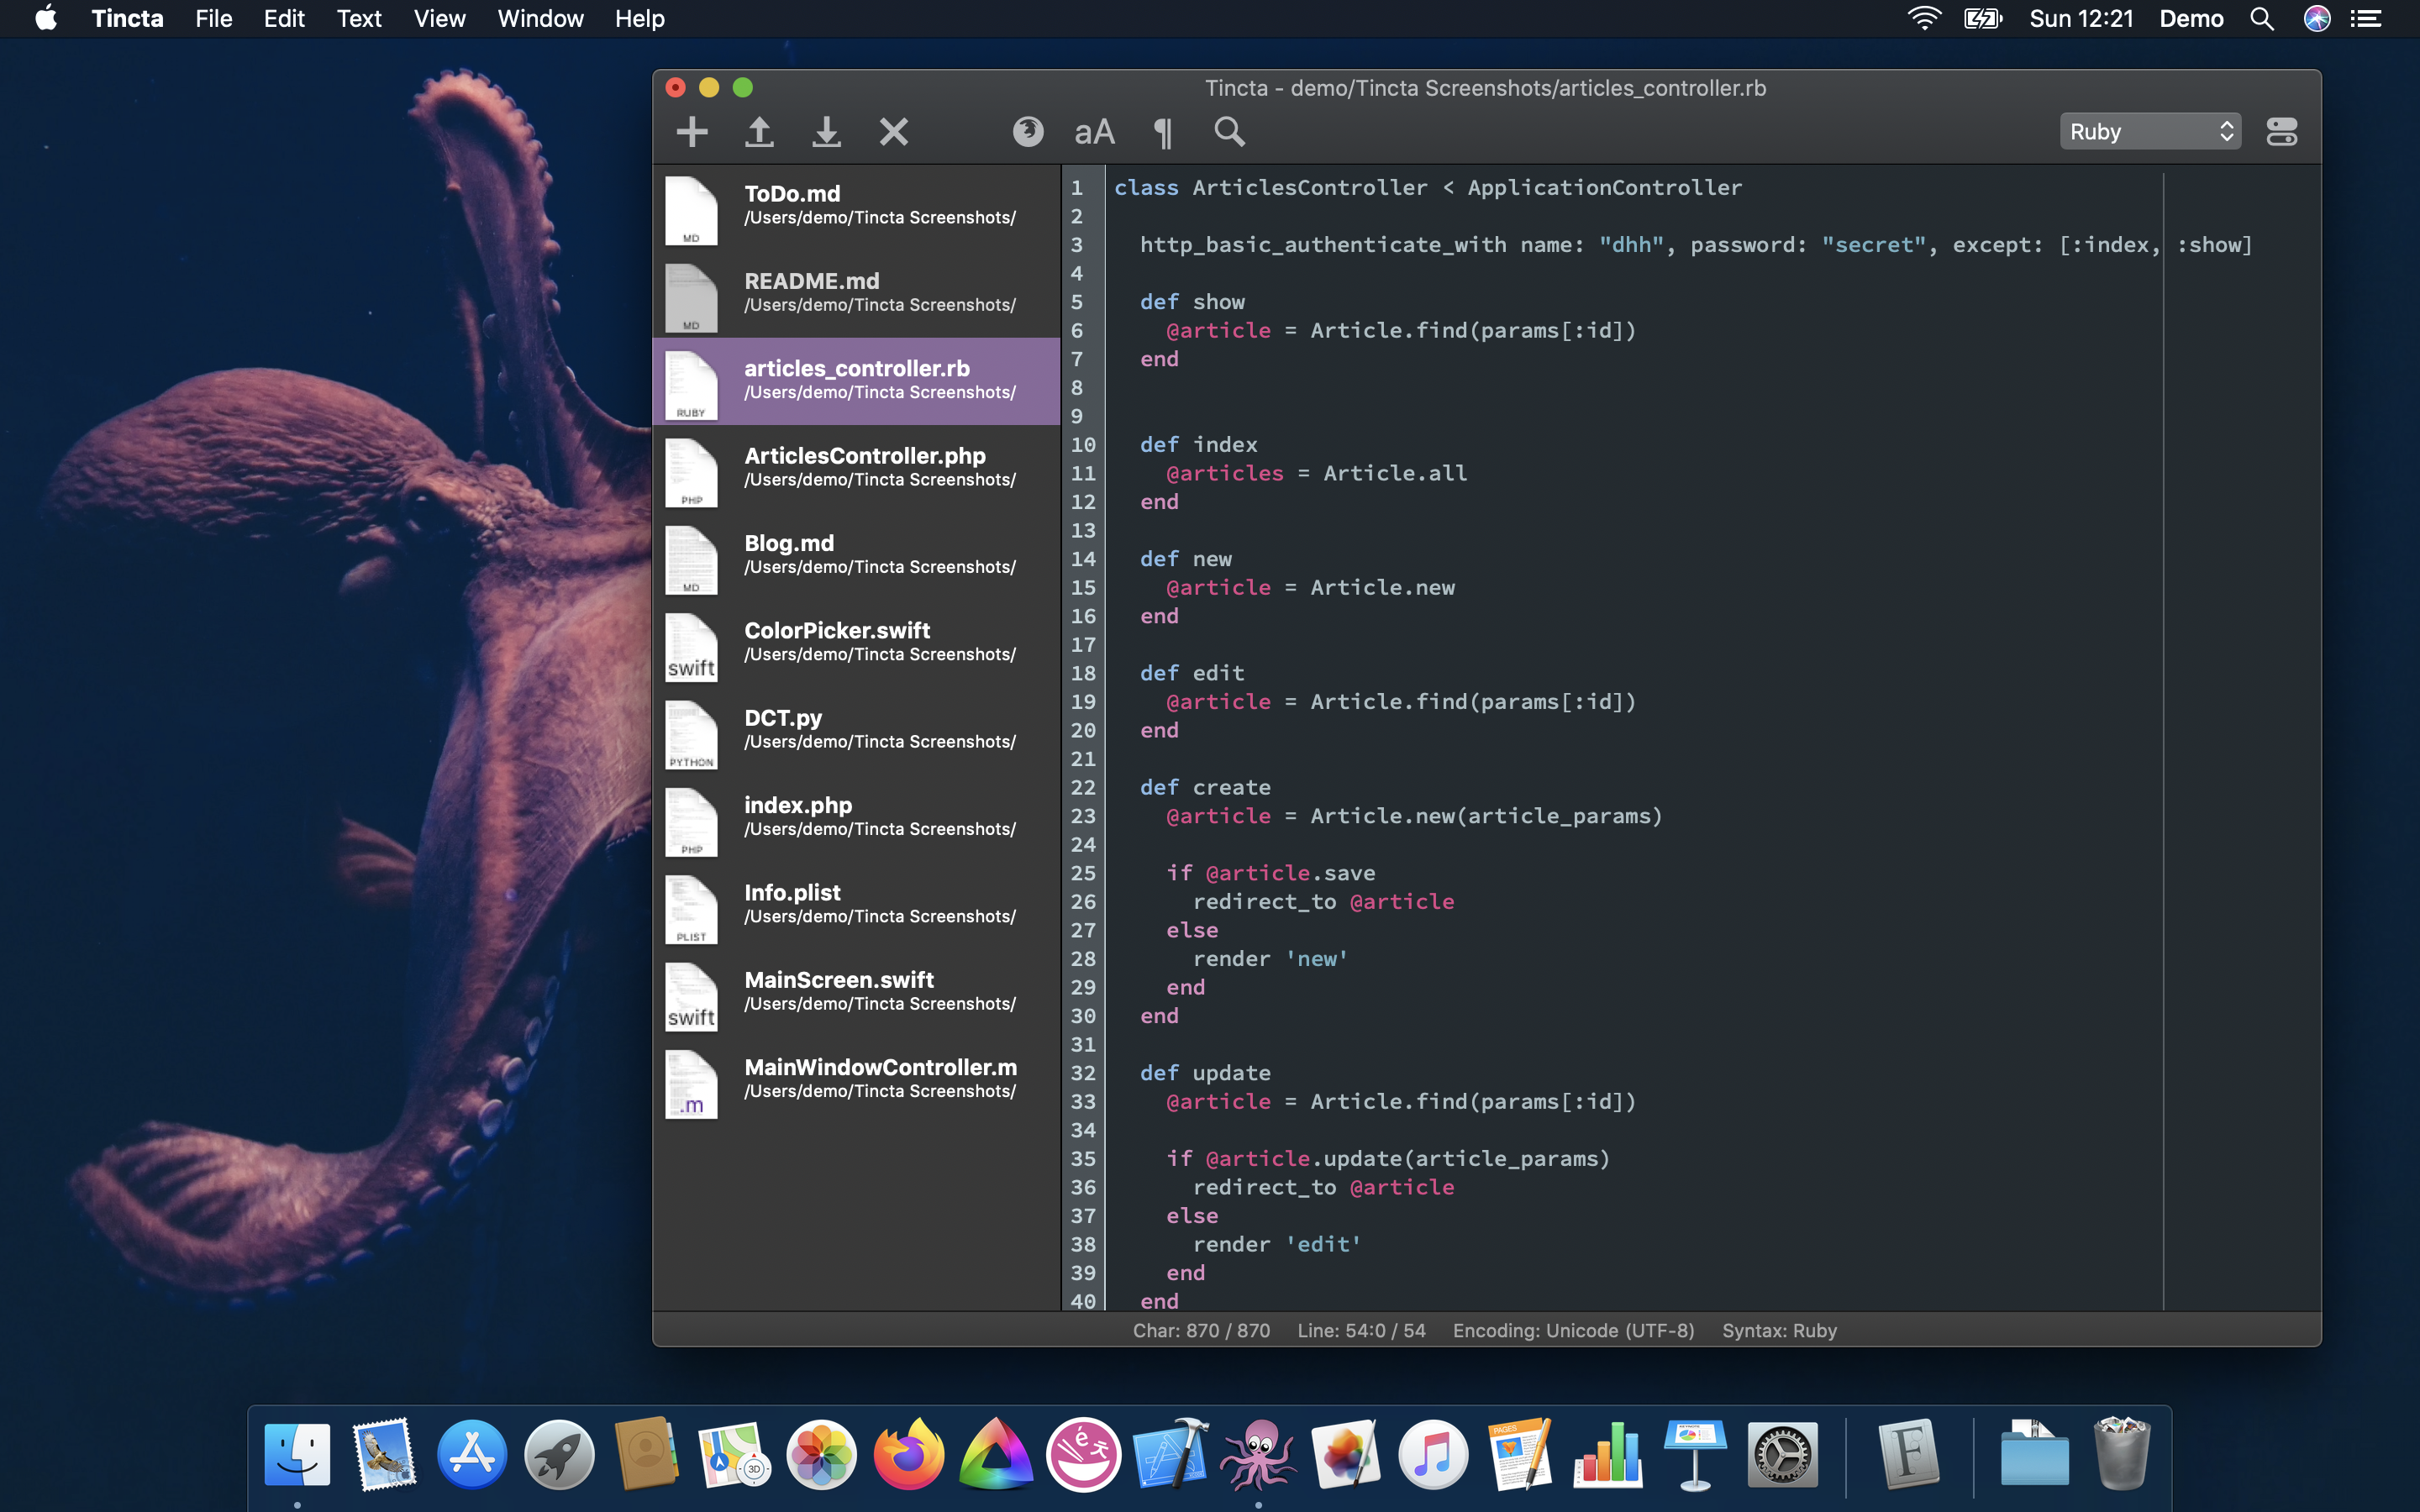 Tincta File Edit Text View Window Help Sun 12:21 Demo
Tincta - demo/Tincta Screenshots/articles_controller.rb
aA ¶ Ruby
ToDo.md
/Users/demo/Tincta Screenshots/
MD
README.md
/Users/demo/Tincta Screenshots/
MD
articles_controller.rb
/Users/demo/Tincta Screenshots/
RUBY
ArticlesController.php
/Users/demo/Tincta Screenshots/
PHP
Blog.md
/Users/demo/Tincta Screenshots/
MD
ColorPicker.swift
/Users/demo/Tincta Screenshots/
swift
DCT.py
/Users/demo/Tincta Screenshots/
PYTHON
index.php
/Users/demo/Tincta Screenshots/
PHP
Info.plist
/Users/demo/Tincta Screenshots/
PLIST
MainScreen.swift
/Users/demo/Tincta Screenshots/
swift
MainWindowController.m
/Users/demo/Tincta Screenshots/
.m
1 class ArticlesController < ApplicationController
2
3   http_basic_authenticate_with name: "dhh", password: "secret", except: [:index, :show]
4
5   def show
6     @article = Article.find(params[:id])
7   end
8
9
10   def index
11     @articles = Article.all
12   end
13
14   def new
15     @article = Article.new
16   end
17
18   def edit
19     @article = Article.find(params[:id])
20   end
21
22   def create
23     @article = Article.new(article_params)
24
25     if @article.save
26       redirect_to @article
27     else
28       render 'new'
29     end
30   end
31
32   def update
33     @article = Article.find(params[:id])
34
35     if @article.update(article_params)
36       redirect_to @article
37     else
38       render 'edit'
39     end
40   end
Char: 870 / 870 Line: 54:0 / 54 Encoding: Unicode (UTF-8) Syntax: Ruby
3D
é
PAGES
KEYNOTE
F